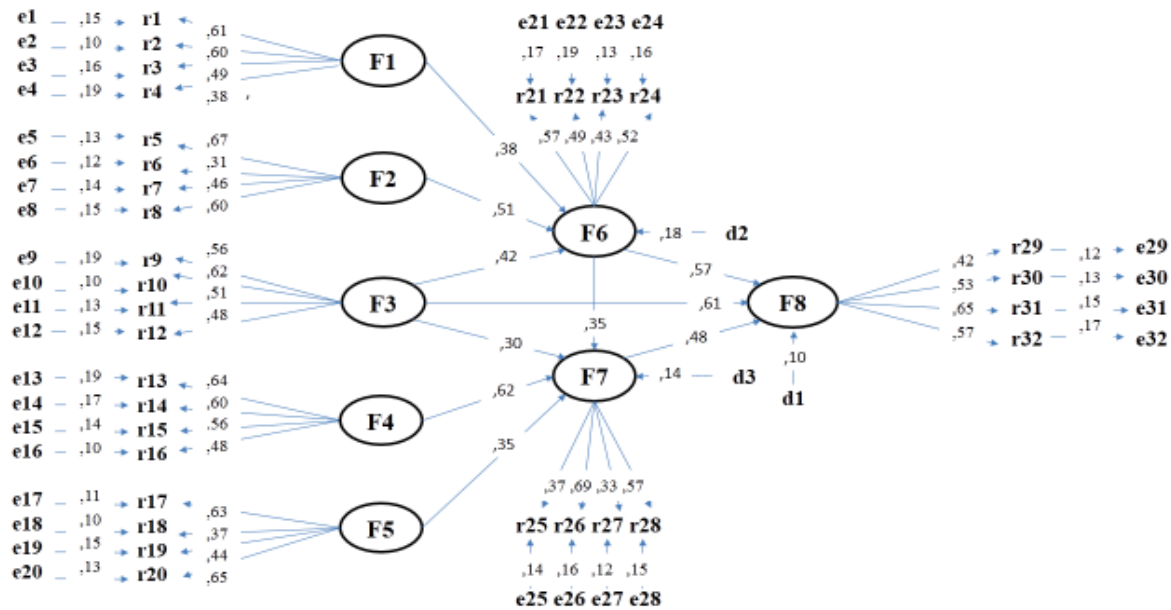 e1 ,15 r1 ,61
e2 ,10 r2 ,60
e3 ,16 r3 ,49
e4 ,19 r4 ,38 ,
F1
e21 e22 e23 e24
,17 ,19 ,13 ,16
r21 r22 r23 r24
,57 ,49 ,43 ,52
,38
e5 ,13 r5 ,67
e6 ,12 r6 ,31
e7 ,14 r7 ,46
e8 ,15 r8 ,60
F2
,51
F6
,18 d2
,42
,57
e9 ,19 r9 ,56
e10 ,10 r10 ,62
e11 ,13 r11 ,51
e12 ,15 r12 ,48
F3
,61
F8
,35
,30
,48
,42 r29 ,12 e29
,53 r30 ,13 e30
,65 r31 ,15 e31
,57 r32 ,17 e32
F7
,14 d3
,10
d1
e13 ,19 r13 ,64
e14 ,17 r14 ,60
e15 ,14 r15 ,56
e16 ,10 r16 ,48
F4
,62
,35
e17 ,11 r17 ,63
e18 ,10 r18 ,37
e19 ,15 r19 ,44
e20 ,13 r20 ,65
F5
,37 ,69 ,33 ,57
r25 r26 r27 r28
,14 ,16 ,12 ,15
e25 e26 e27 e28